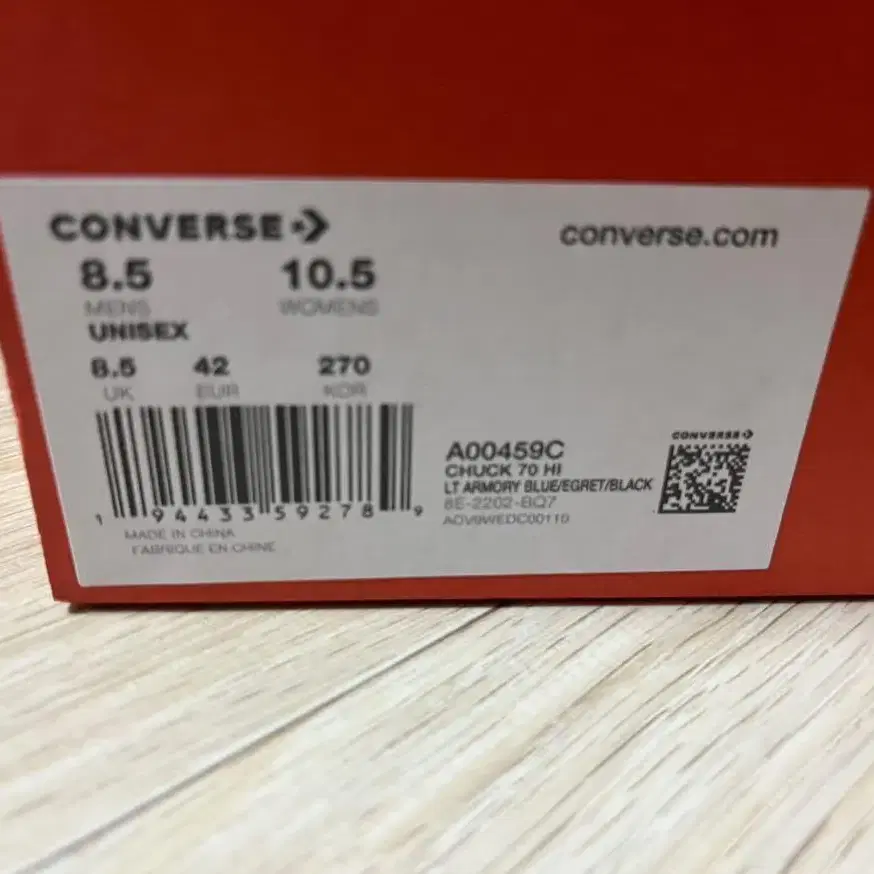 CONVERSE
converse.com
8.5 10.5
MENS WOMENS
UNISEX
8.5 42 270
UK EUR KOR
1 94433 59278 9
MADE IN CHINA
FABRIQUE EN CHINE
A00459C
CHUCK 70 HI
LT ARMORY BLUE/EGRET/BLACK
8E-2202-BQ7
CONVERSE